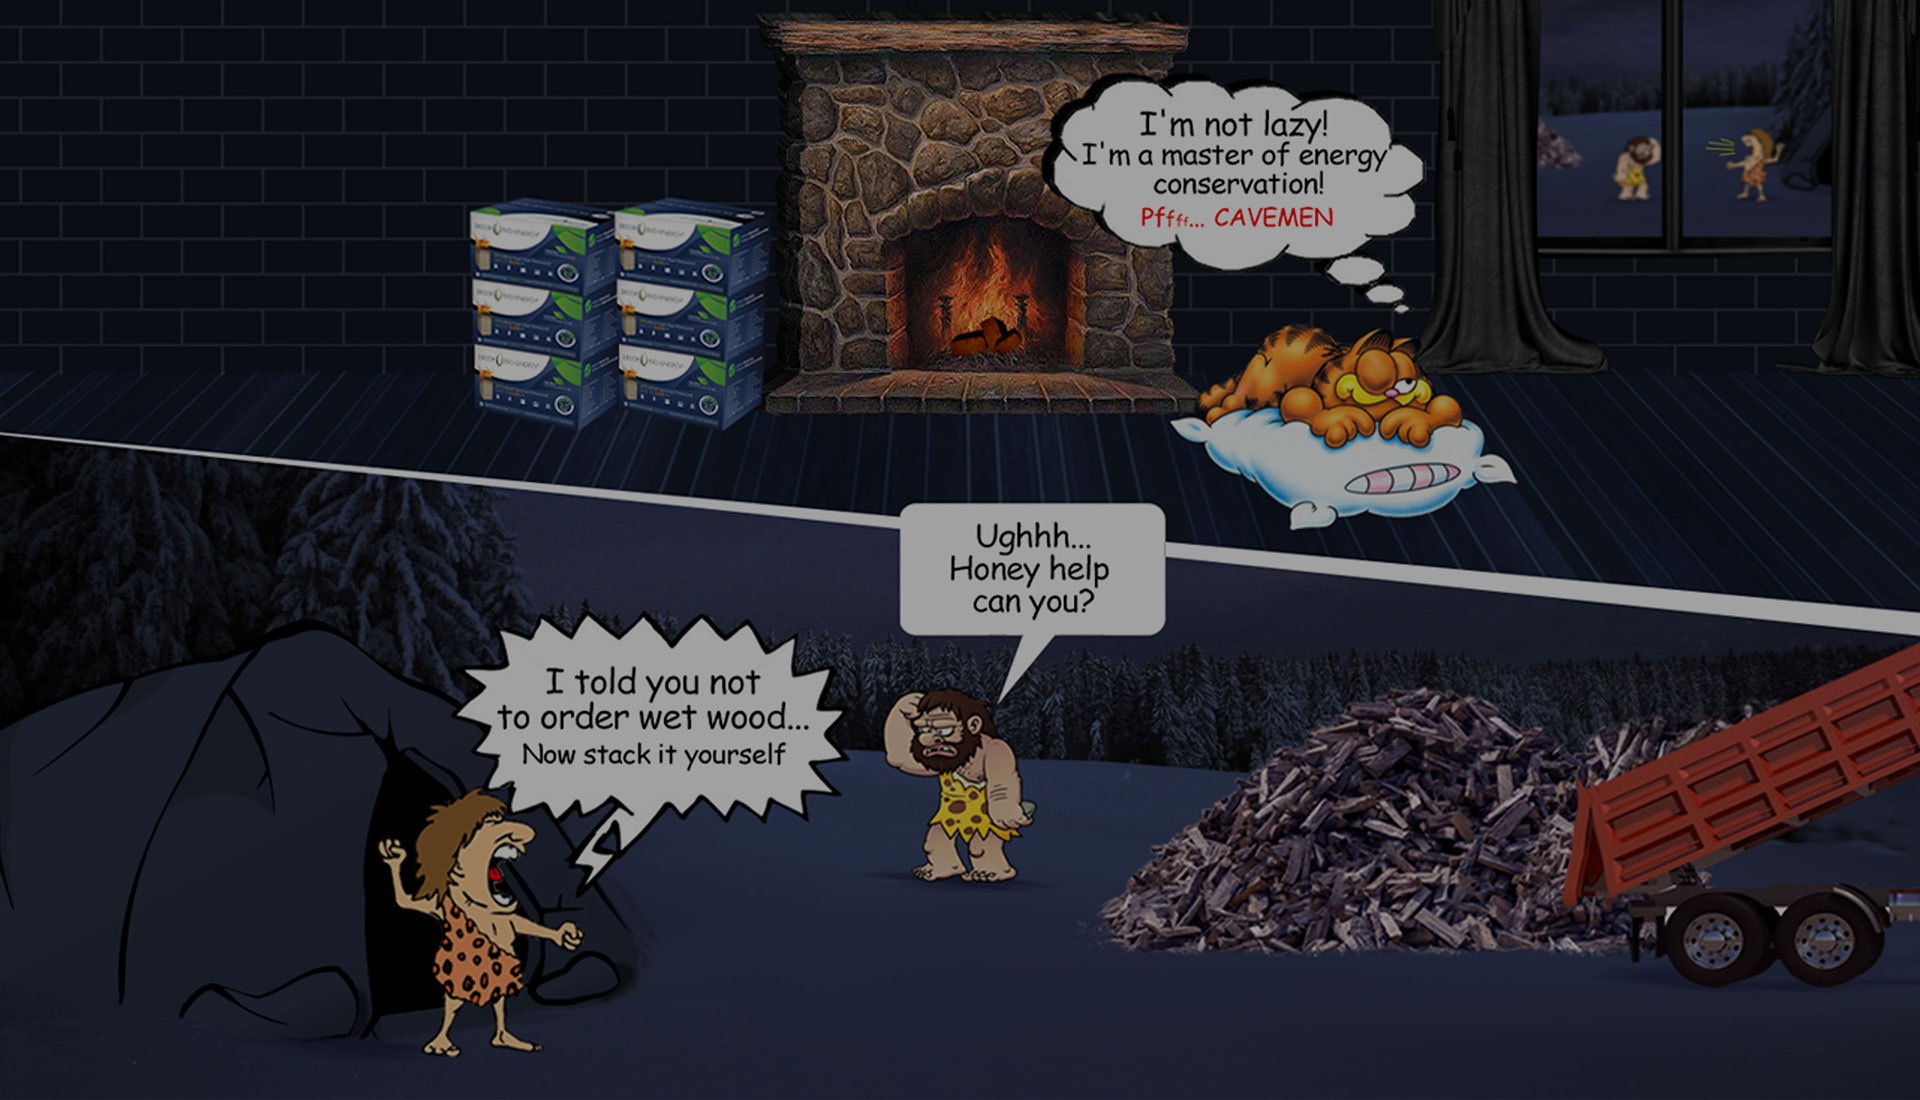 I'm not lazy!
I'm a master of energy
conservation!
Pffff... CAVEMEN
Ughhh...
Honey help
can you?
I told you not
to order wet wood...
Now stack it yourself